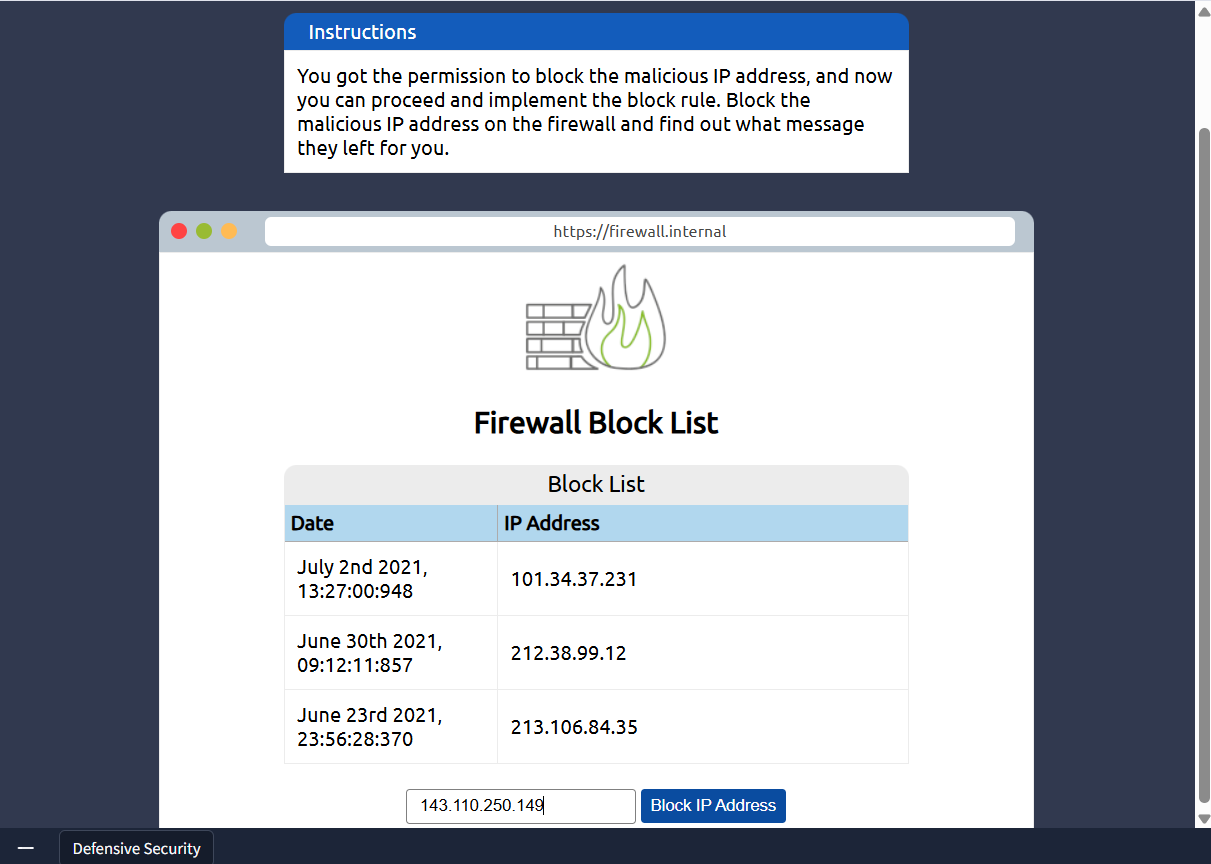 Instructions
You got the permission to block the malicious IP address, and now
you can proceed and implement the block rule. Block the
malicious IP address on the firewall and find out what message
they left for you.
https://firewall.internal
Firewall Block List
Block List
Date IP Address
July 2nd 2021,
13:27:00:948
101.34.37.231
June 30th 2021,
09:12:11:857
212.38.99.12
June 23rd 2021,
23:56:28:370
213.106.84.35
143.110.250.149 Block IP Address
Defensive Security